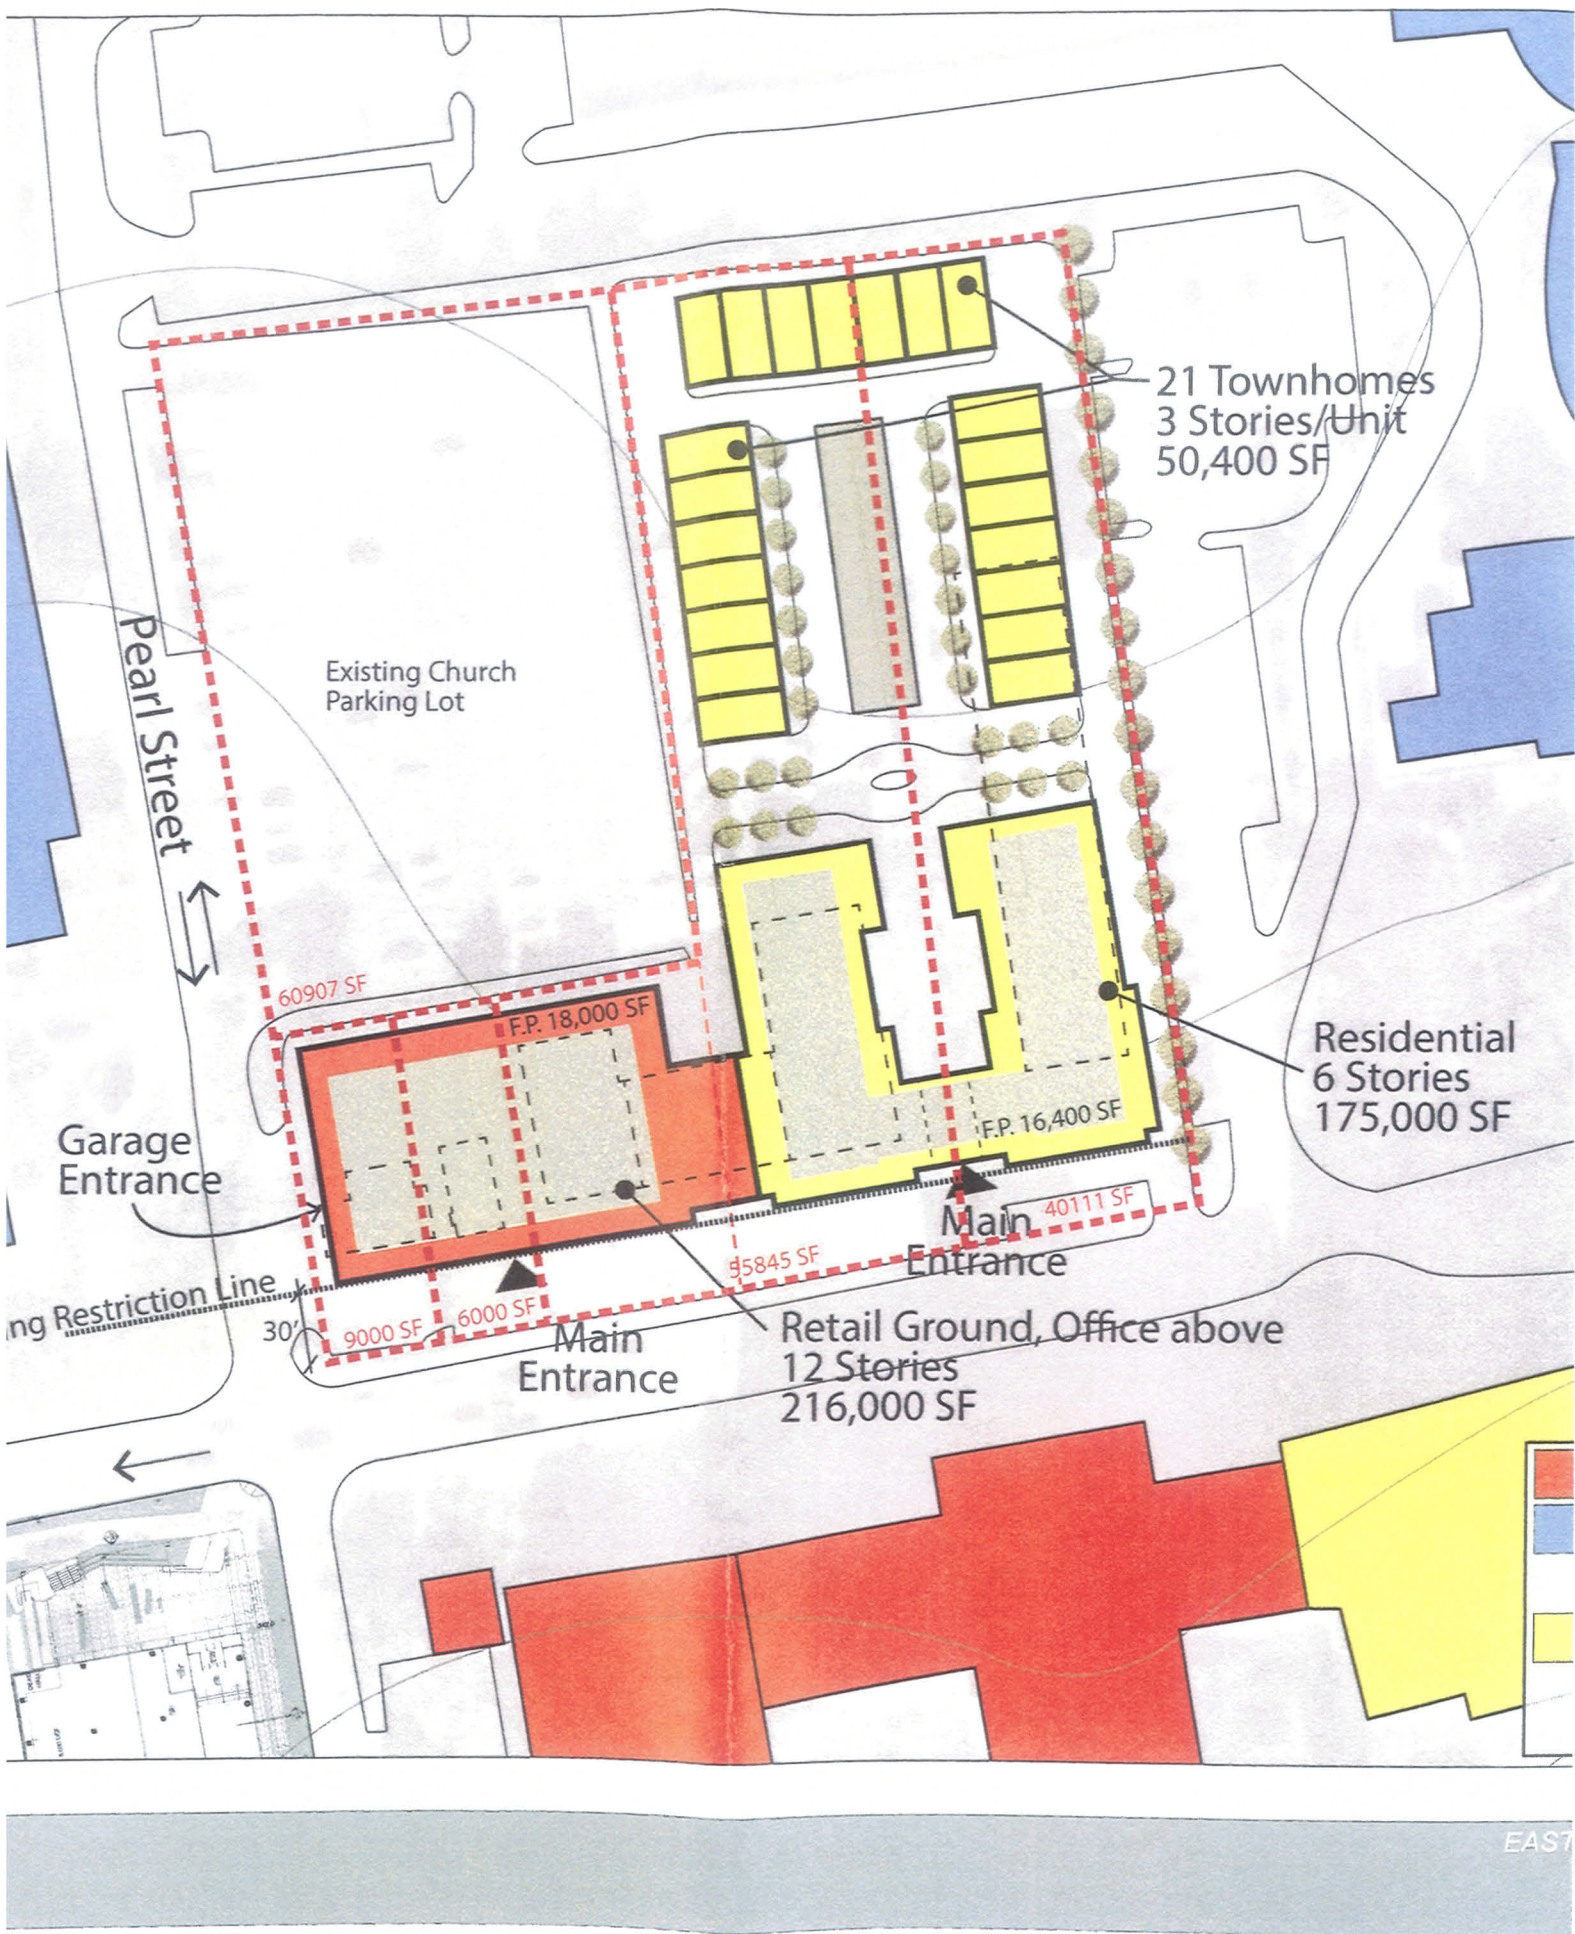 21 Townhomes
3 Stories/Unit
50,400 SF
Pearl Street
Existing Church
Parking Lot
60907 SF
F.P. 18,000 SF
Residential
6 Stories
175,000 SF
F.P. 16,400 SF
Garage
Entrance
40111 SF
Main
Entrance
55845 SF
ng Restriction Line
30'
9000 SF
6000 SF
Main
Entrance
Retail Ground, Office above
12 Stories
216,000 SF
EAST